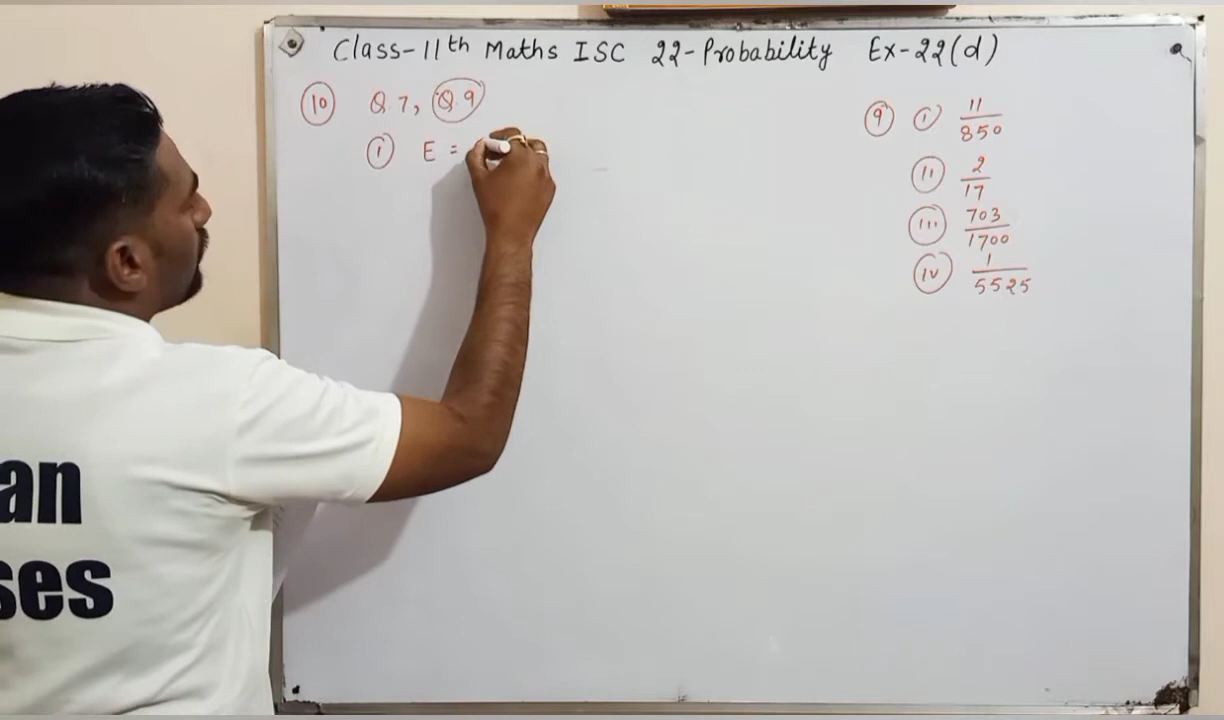 Class-11th Maths ISC 22-Probability Ex-22(d)
10 Q.7, Q.9
i E =
9 i 11/850
ii 2/17
iii 703/1700
iv 1/5525
an
ses